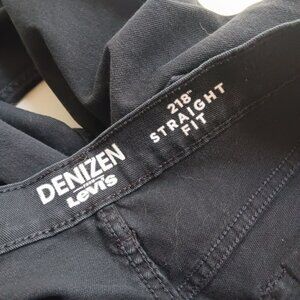 DENIZEN
Levi's
218™
STRAIGHT
FIT